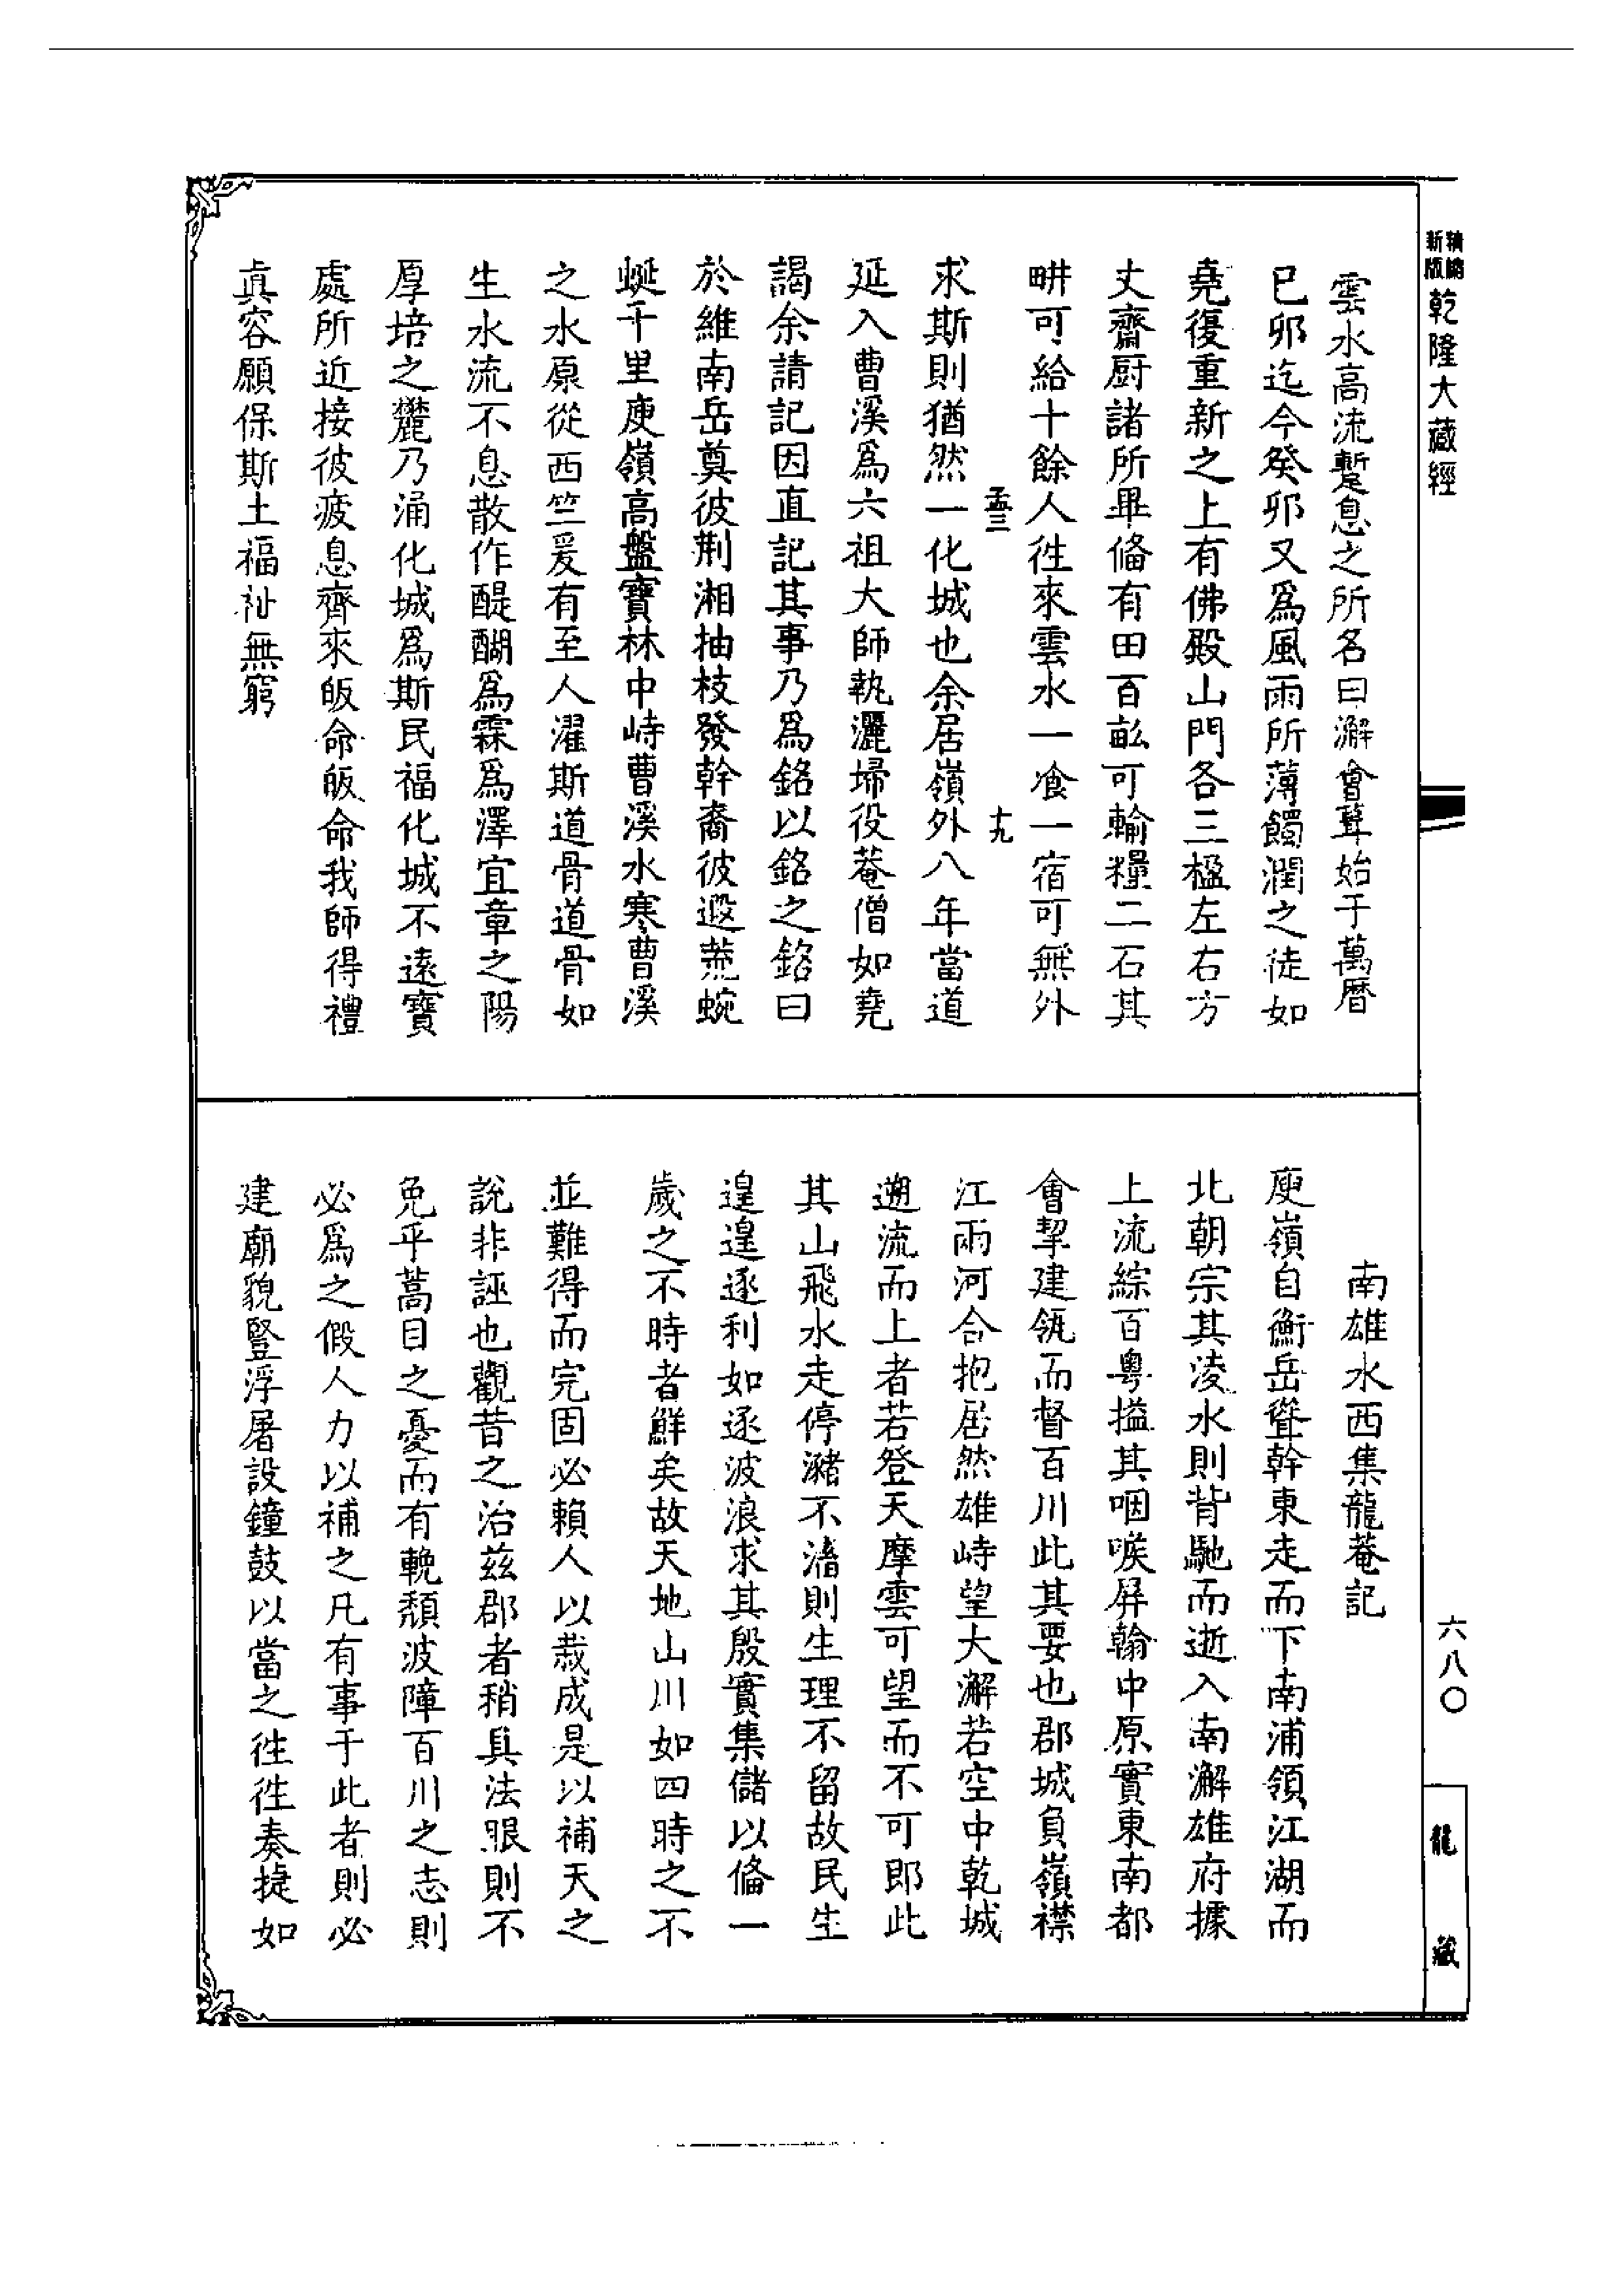 新版 精縮 乾隆大藏經
六八〇
龍藏
雲水高流暫息之所名曰澥會葺始于萬曆
巳卯迄今癸卯又爲風雨所薄觸潤之徒如
堯復重新之上有佛殿山門各三楹左右方
丈齋厨諸所畢俻有田百畆可輸糧二石其
畊可給十餘人徃來雲水一飡一宿可無外
孟三 十九
求斯則猶然一化城也余居嶺外八年當道
延入曹溪爲六祖大師執灑埽役菴僧如堯
謁余請記因直記其事乃爲銘以銘之銘曰
於維南岳奠彼荆湘抽枝發幹裔彼遐荒蜿
蜒千里庾嶺高盤寶林中峙曹溪水寒曹溪
之水原從西竺爰有至人濯斯道骨道骨如
生水流不息散作醍醐爲霖爲澤宜章之陽
厚培之麓乃涌化城爲斯民福化城不遠寶
處所近接彼疲息齊來皈命皈命我師得禮
眞容願保斯土福祉無窮
南雄水西集龍菴記
庾嶺自衡岳聳幹東走而下南浦領江湖而
北朝宗其淩水則背馳而逝入南澥雄府據
上流綜百粤搤其咽喉屏翰中原實東南都
會挈建瓴而督百川此其要也郡城負嶺襟
江兩河合抱居然雄峙望大澥若空中乾城
遡流而上者若登天摩雲可望而不可即此
其山飛水走停瀦不濇則生理不留故民生
遑遑逐利如逐波浪求其殷實集儲以俻一
歲之不時者鮮矣故天地山川如四時之不
並難得而完固必賴人以裁成是以補天之
說非誣也觀昔之治茲郡者稍具法眼則不
免乎蒿目之憂而有輓頹波障百川之志則
必爲之假人力以補之凡有事于此者則必
建廟貌豎浮屠設鐘鼓以當之徃徃奏捷如